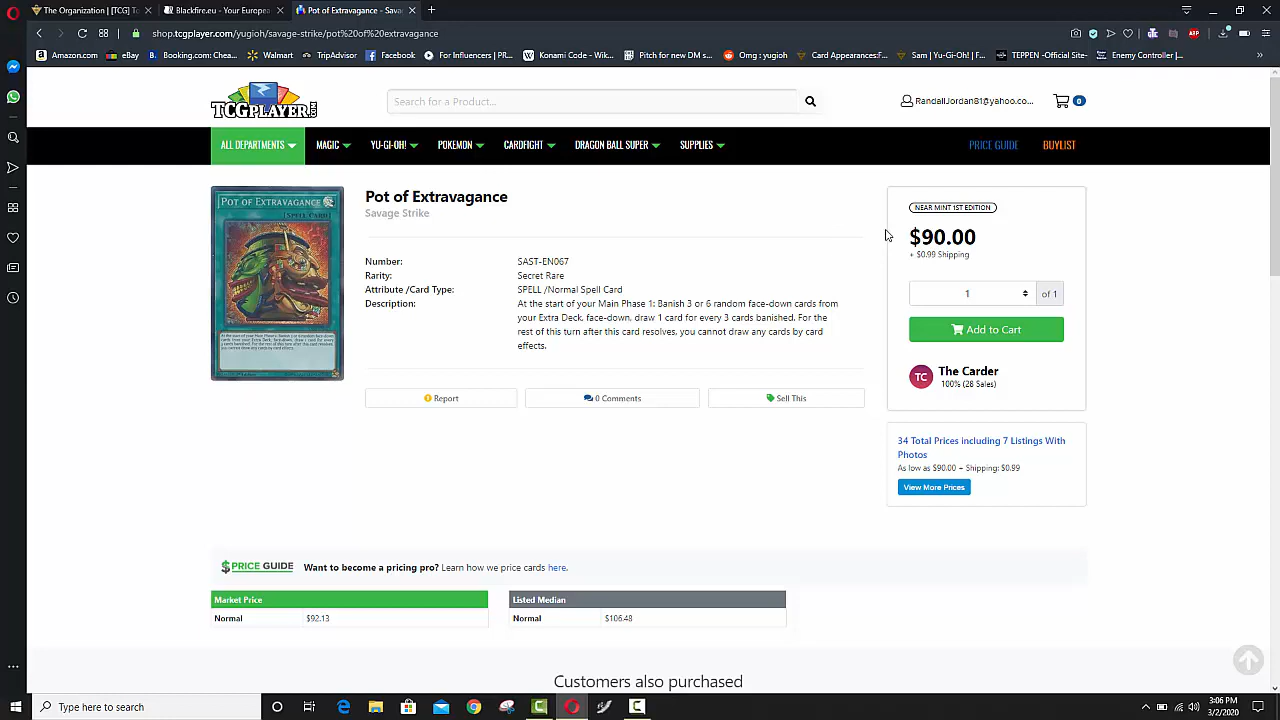 The Organization | [TCG] To
Blackfire.eu - Your Europea
Pot of Extravagance - Sava
shop.tcgplayer.com/yugioh/savage-strike/pot%20of%20extravagance
Amazon.com
eBay
Booking.com: Chea...
Walmart
TripAdvisor
Facebook
For Influencers | PR...
Konami Code - Wik...
Pitch for new DM s...
Omg : yugioh
Card Appearances:F...
Sam | Yu-Gi-Oh! | F...
TEPPEN -Official Site-
Enemy Controller |...
TCGPLAYER
Search for a Product...
RandallJordan81@yahoo.co...
0
ALL DEPARTMENTS
MAGIC
YU-GI-OH!
POKEMON
CARDFIGHT
DRAGON BALL SUPER
SUPPLIES
PRICE GUIDE
BUYLIST
POT OF EXTRAVAGANCE
[SPELL CARD]
Pot of Extravagance
Savage Strike
Number: SAST-EN067
Rarity: Secret Rare
Attribute /Card Type): SPELL /Normal Spell Card
Description: At the start of your Main Phase 1: Banish 3 or 6 random face-down cards from
your Extra Deck, face-down, draw 1 card for every 3 cards banished. For the
rest of this turn after this card resolves, you cannot draw any cards by card
effects.
Report
0 Comments
Sell This
NEAR MINT 1ST EDITION
$90.00
+ $0.99 Shipping
1
of 1
Add to Cart
TC
The Carder
100% (28 Sales)
34 Total Prices including 7 Listings With
Photos
As low as $90.00 + Shipping: $0.99
View More Prices
$PRICE GUIDE Want to become a pricing pro? Learn how we price cards here.
Market Price
Normal $92.13
Listed Median
Normal $106.48
Customers also purchased
Type here to search
3:06 PM
3/2/2020